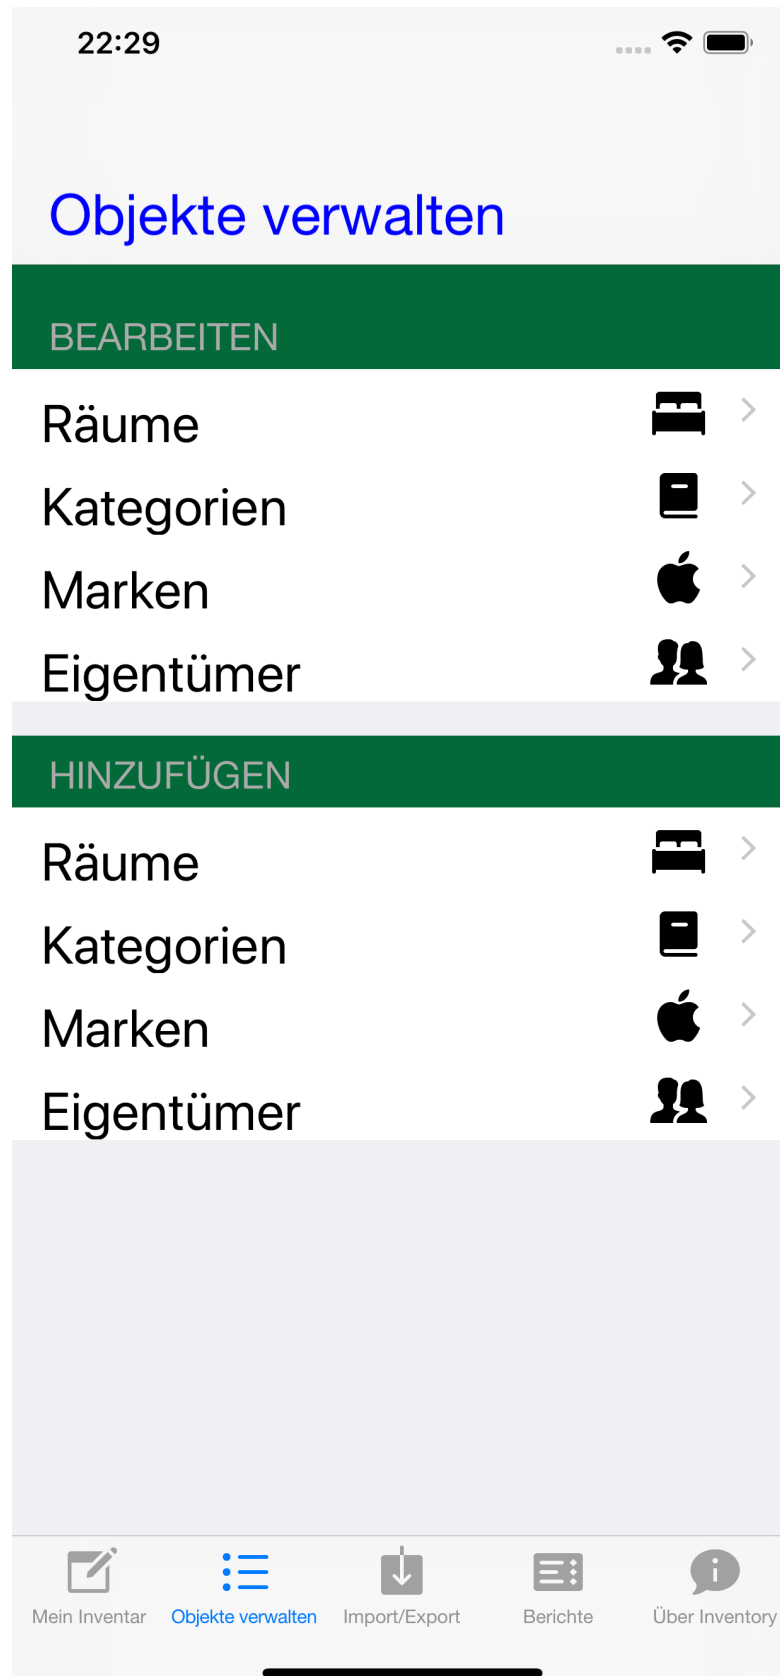 22:29
Objekte verwalten
BEARBEITEN
Räume
Kategorien
Marken
Eigentümer
HINZUFÜGEN
Räume
Kategorien
Marken
Eigentümer
Mein Inventar Objekte verwalten Import/Export Berichte Über Inventory